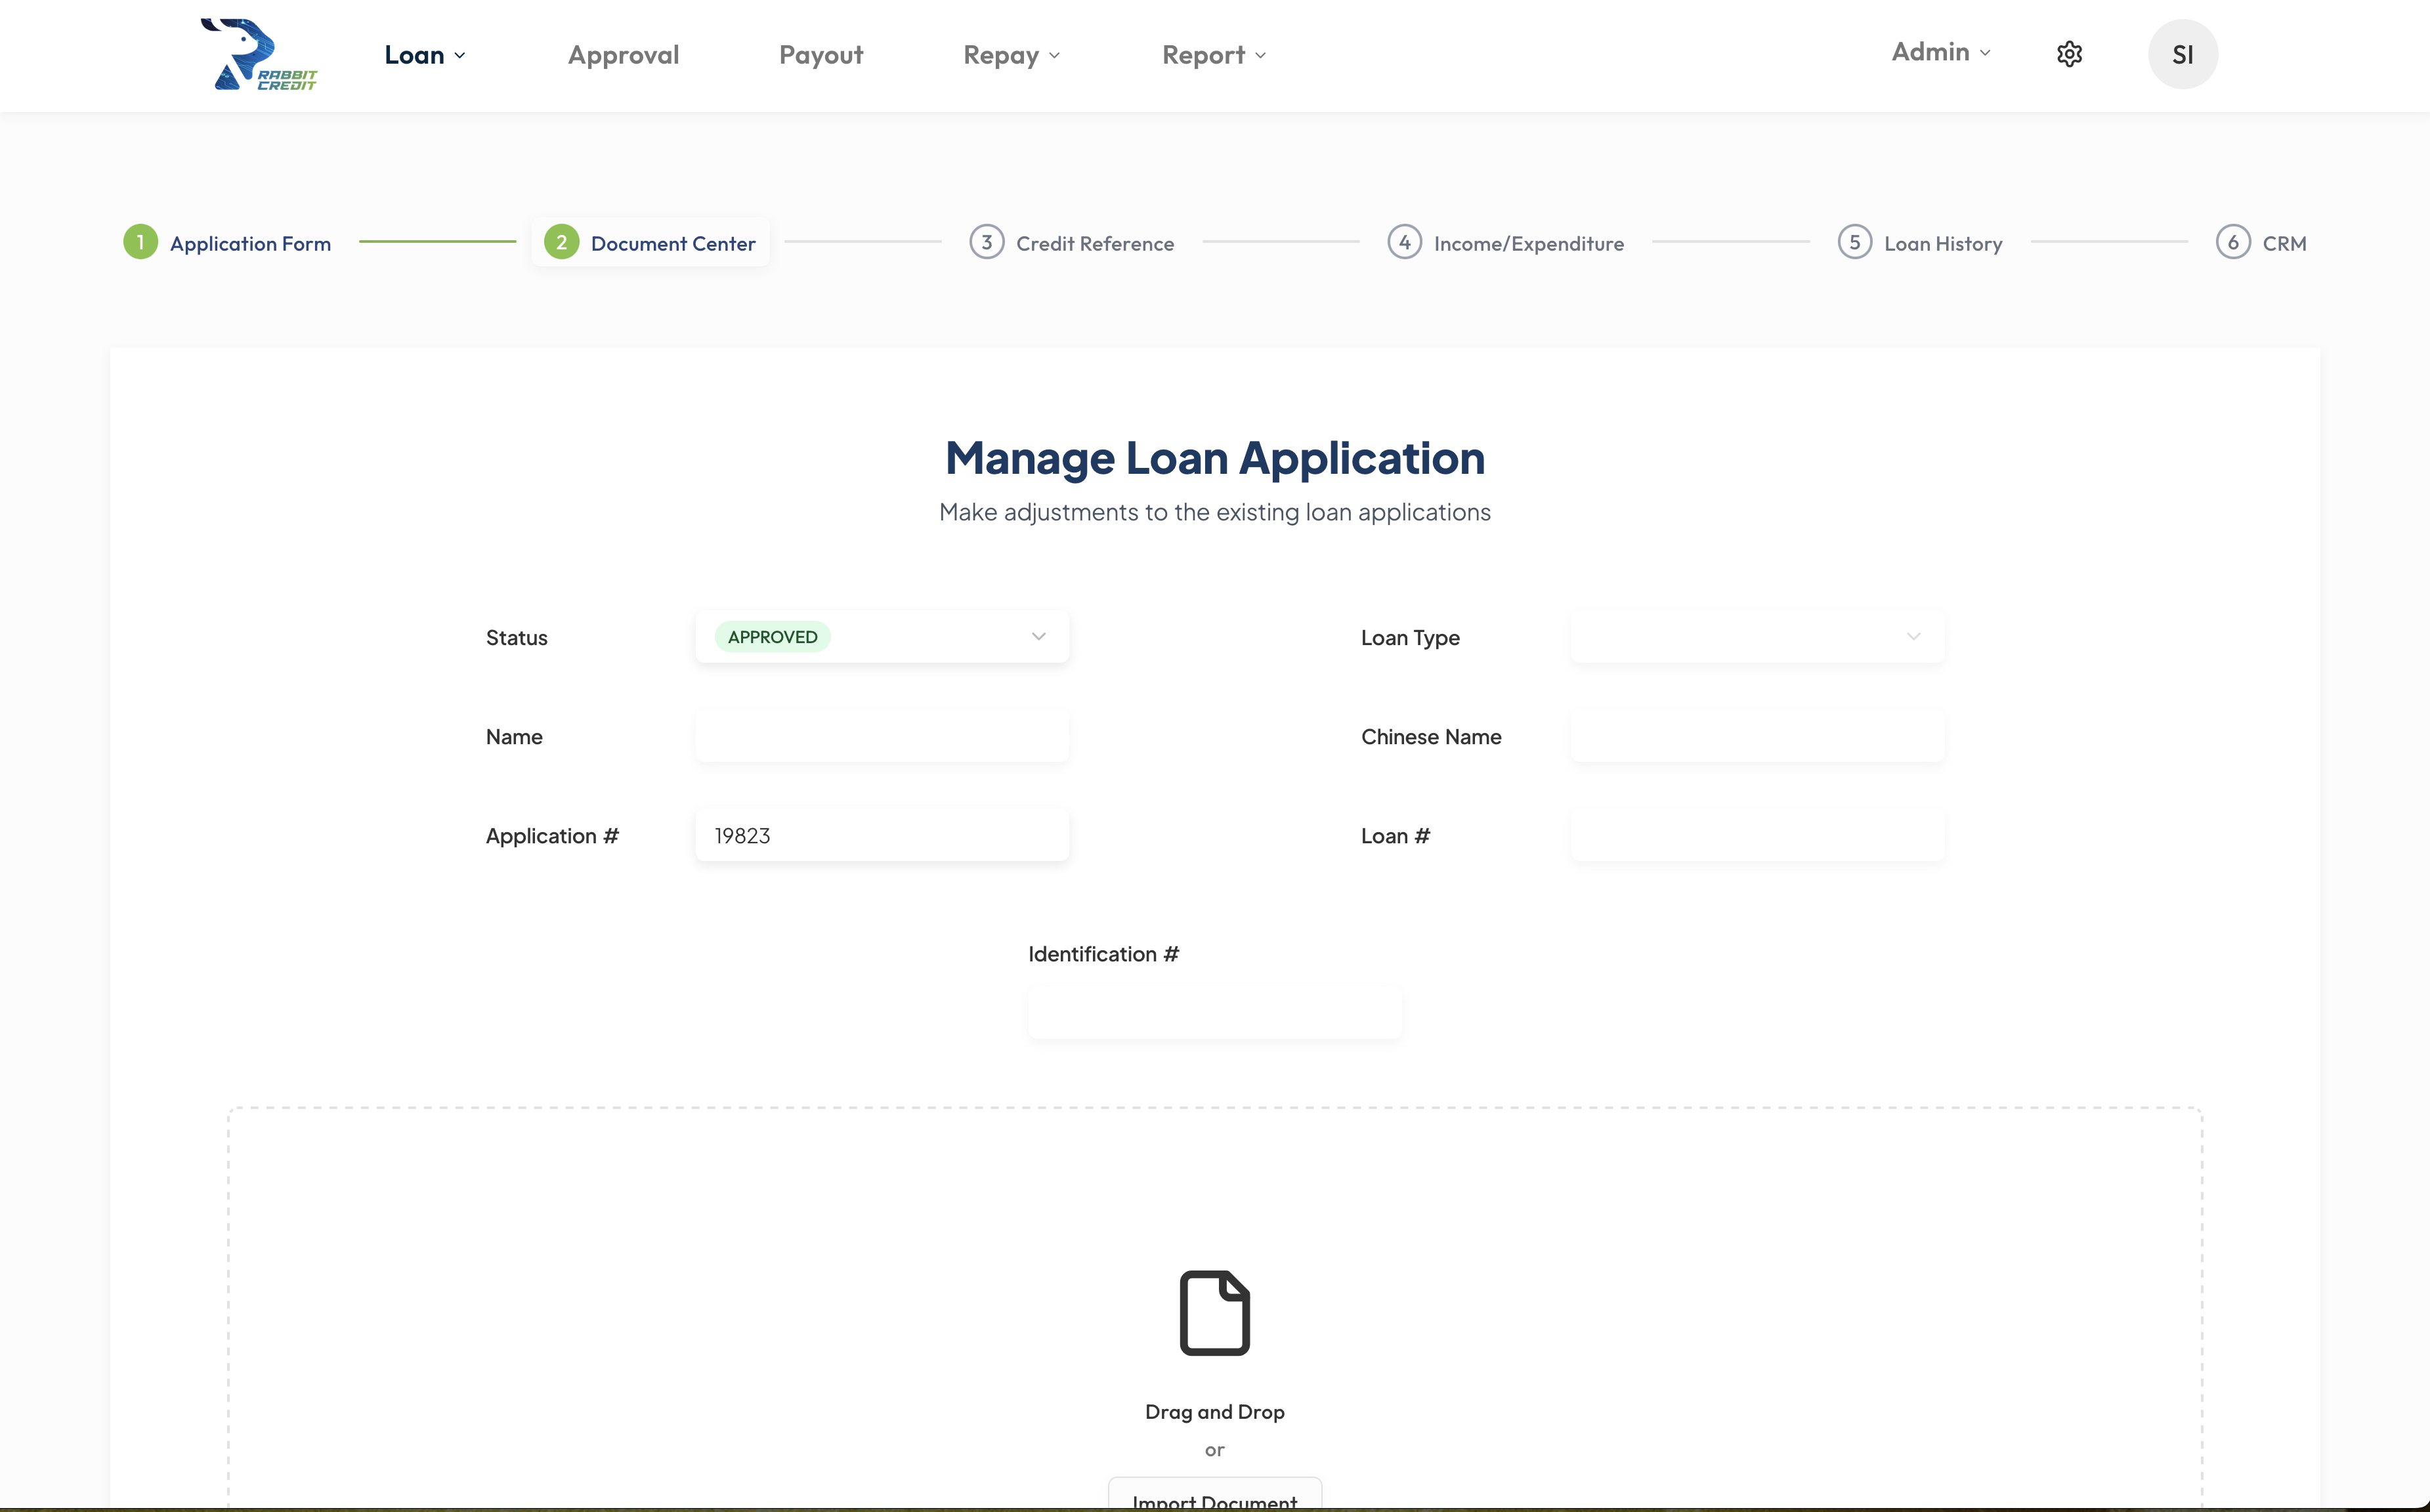 RABBIT CREDIT
Loan
Approval
Payout
Repay
Report
Admin
SI
1 Application Form
2 Document Center
3 Credit Reference
4 Income/Expenditure
5 Loan History
6 CRM
Manage Loan Application
Make adjustments to the existing loan applications
Status APPROVED
Loan Type
Name
Chinese Name
Application # 19823
Loan #
Identification #
Drag and Drop
or
Import Document